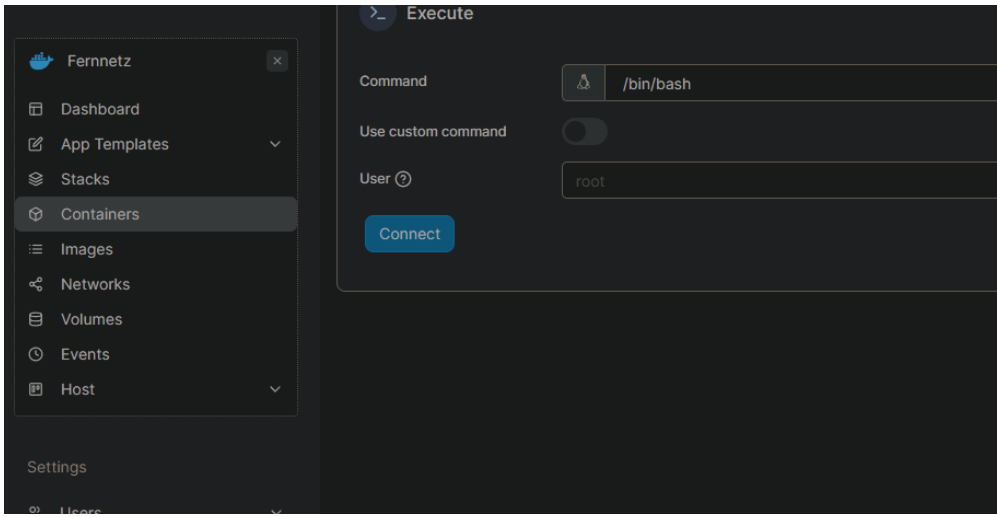 Execute
Fernnetz
Dashboard
App Templates
Stacks
Containers
Images
Networks
Volumes
Events
Host
Settings
Users
Command
/bin/bash
Use custom command
User
root
Connect